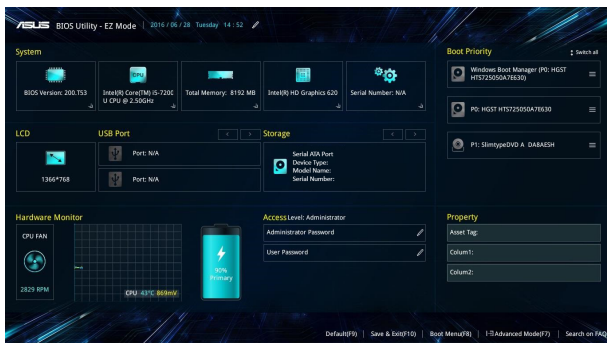 ASUS BIOS Utility - EZ Mode
2016 / 06 / 28 Tuesday 14 : 52
System
BIOS Version: 200.T53
CPU
Intel(R) Core(TM) i5-7200
U CPU @ 2.50GHz
Total Memory: 8192 MB
Intel(R) HD Graphics 620
Serial Number: N/A
LCD
1366*768
USB Port
Port: N/A
Port: N/A
Storage
Serial ATA Port
Device Type:
Model Name:
Serial Number:
Hardware Monitor
CPU FAN
2829 RPM
CPU 43°C 869mV
90%
Primary
Access Level: Administrator
Administrator Password
User Password
Boot Priority
Switch all
Windows Boot Manager (P0: HGST
HTS725050A7E630)
P0: HGST HTS725050A7E630
P1: SlimtypeDVD A DA8AESH
Property
Asset Tag:
Colum1:
Colum2:
Default(F9) | Save & Exit(F10) | Boot Menu(F8) | Advanced Mode(F7) | Search on FAQ